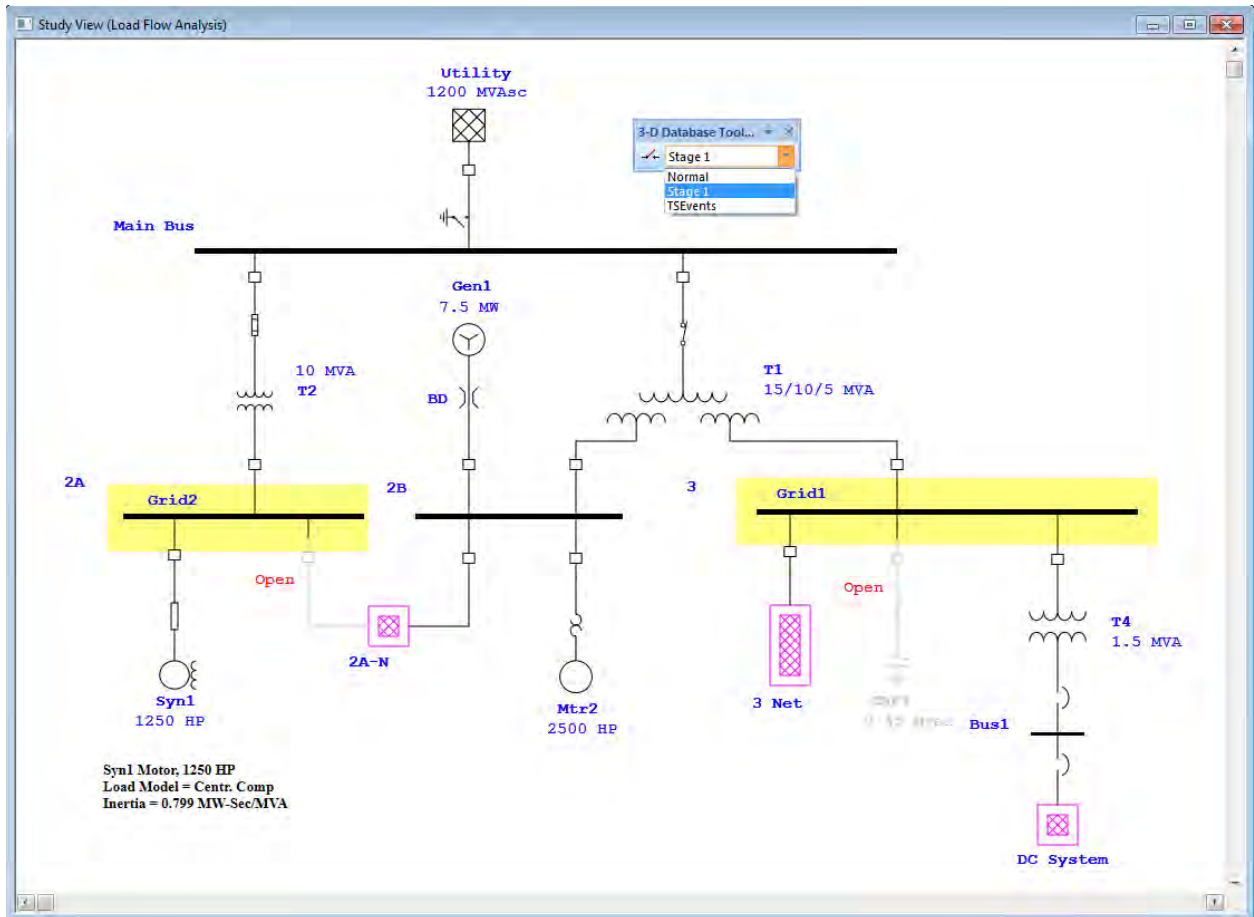 Study View (Load Flow Analysis)
Utility
1200 MVAsc
3-D Database Tool...
Stage 1
Normal
Stage 1
TSEvents
Main Bus
Gen1
7.5 MW
10 MVA
T2
BD
T1
15/10/5 MVA
2A
Grid2
2B
3
Grid1
Open
Open
2A-N
Syn1
1250 HP
Mtr2
2500 HP
3 Net
T4
1.5 MVA
Bus1
DC System
Syn1 Motor, 1250 HP
Load Model = Centr. Comp
Inertia = 0.799 MW-Sec/MVA